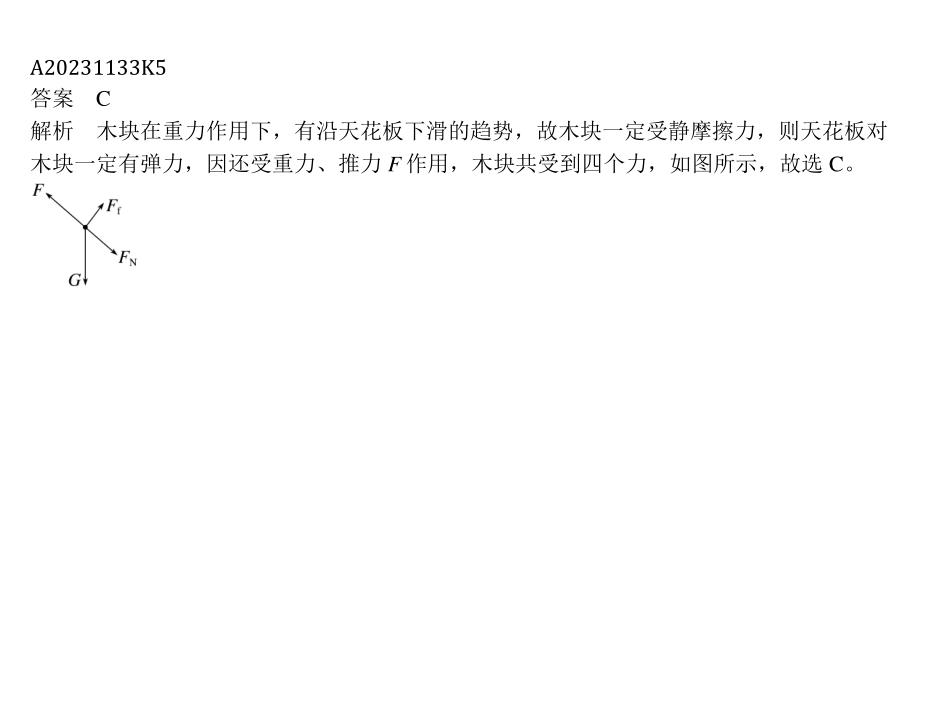 A20231133K5
答案 C
解析 木块在重力作用下，有沿天花板下滑的趋势，故木块一定受静摩擦力，则天花板对
木块一定有弹力，因还受重力、推力 F 作用，木块共受到四个力，如图所示，故选 C。
F
Ff
FN
G